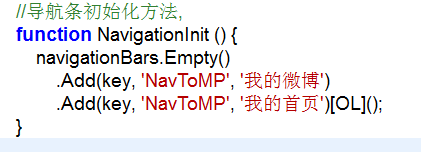 //导航条初始化方法,
function NavigationInit () {
navigationBars.Empty()
.Add(key, 'NavToMP', '我的微博')
.Add(key, 'NavToMP', '我的首页')[OL]();
}